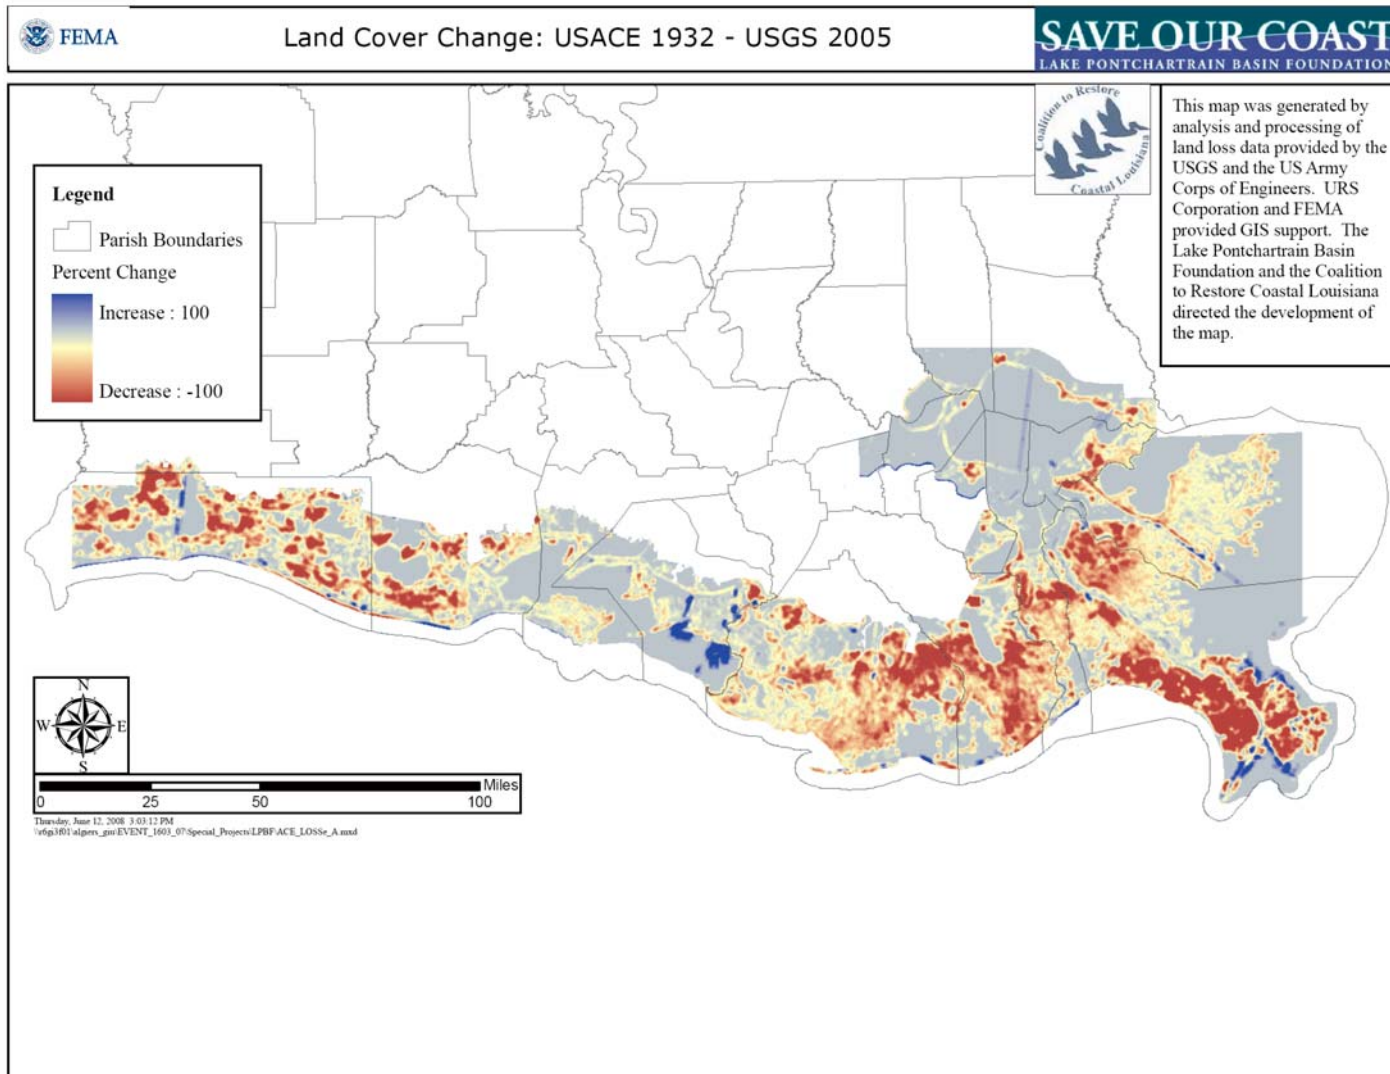 FEMA
Land Cover Change: USACE 1932 - USGS 2005
SAVE OUR COAST
LAKE PONTCHARTRAIN BASIN FOUNDATION
Coalition to Restore
Coastal Louisiana
This map was generated by
analysis and processing of
land loss data provided by the
USGS and the US Army
Corps of Engineers. URS
Corporation and FEMA
provided GIS support. The
Lake Pontchartrain Basin
Foundation and the Coalition
to Restore Coastal Louisiana
directed the development of
the map.
Legend
Parish Boundaries
Percent Change
Increase : 100
Decrease : -100
N
W E
S
Miles
0 25 50 100
Thursday, June 12, 2008 3:03:12 PM